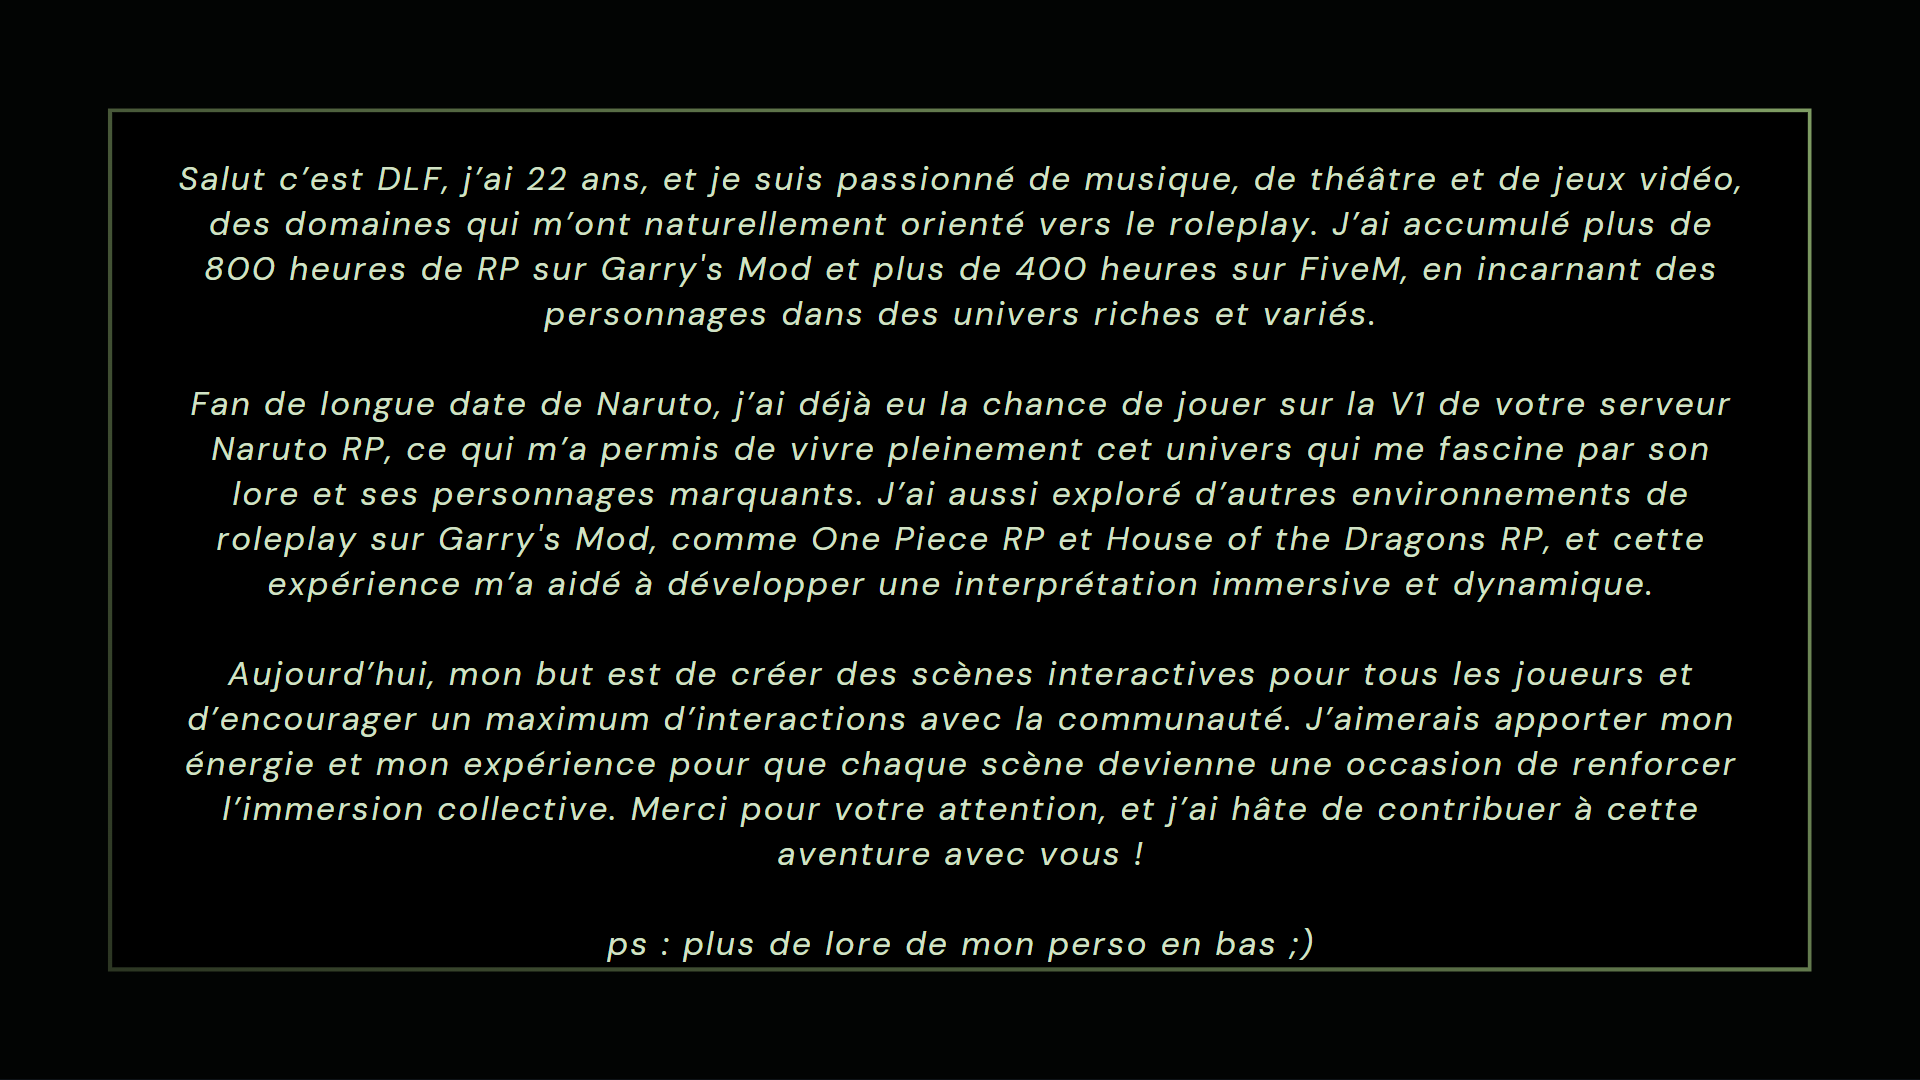 Salut c’est DLF, j’ai 22 ans, et je suis passionné de musique, de théâtre et de jeux vidéo,
des domaines qui m’ont naturellement orienté vers le roleplay. J’ai accumulé plus de
800 heures de RP sur Garry's Mod et plus de 400 heures sur FiveM, en incarnant des
personnages dans des univers riches et variés.
Fan de longue date de Naruto, j’ai déjà eu la chance de jouer sur la V1 de votre serveur
Naruto RP, ce qui m’a permis de vivre pleinement cet univers qui me fascine par son
lore et ses personnages marquants. J’ai aussi exploré d’autres environnements de
roleplay sur Garry's Mod, comme One Piece RP et House of the Dragons RP, et cette
expérience m’a aidé à développer une interprétation immersive et dynamique.
Aujourd’hui, mon but est de créer des scènes interactives pour tous les joueurs et
d’encourager un maximum d’interactions avec la communauté. J’aimerais apporter mon
énergie et mon expérience pour que chaque scène devienne une occasion de renforcer
l’immersion collective. Merci pour votre attention, et j’ai hâte de contribuer à cette
aventure avec vous !
ps : plus de lore de mon perso en bas ;)